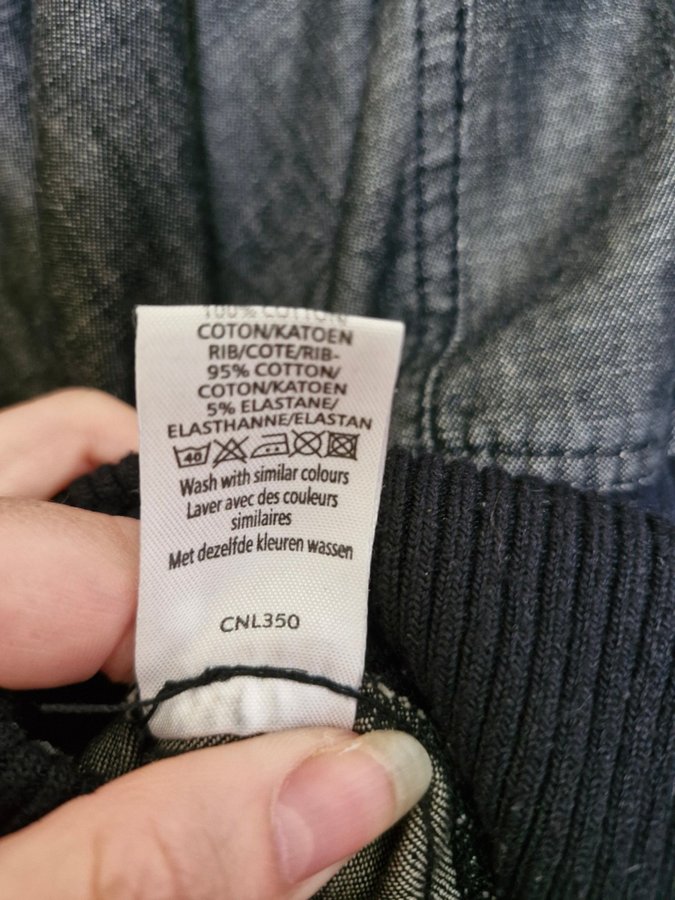 100% COTTON
COTON/KATOEN
RIB/COTE/RIB-
95% COTTON/
COTON/KATOEN
5% ELASTANE/
ELASTHANNE/ELASTAN
40
Wash with similar colours
Laver avec des couleurs
similaires
Met dezelfde kleuren wassen
CNL350